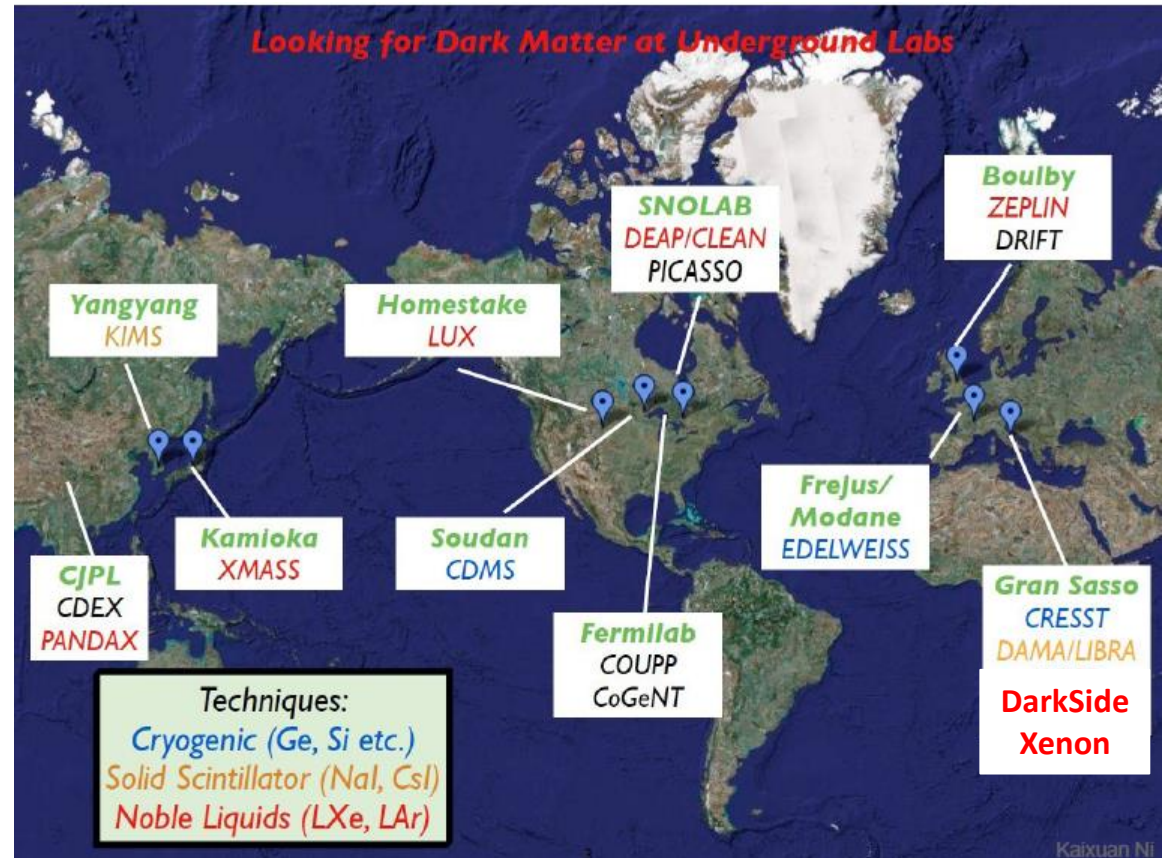 Looking for Dark Matter at Underground Labs
Boulby
ZEPLIN
DRIFT
SNOLAB
DEAP/CLEAN
PICASSO
Yangyang
KIMS
Homestake
LUX
Frejus/
Modane
EDELWEISS
Kamioka
XMASS
Soudan
CDMS
CJPL
CDEX
PANDAX
Gran Sasso
CRESST
DAMA/LIBRA
DarkSide
Xenon
Fermilab
COUPP
CoGeNT
Techniques:
Cryogenic (Ge, Si etc.)
Solid Scintillator (NaI, CsI)
Noble Liquids (LXe, LAr)
Kaixuan Ni